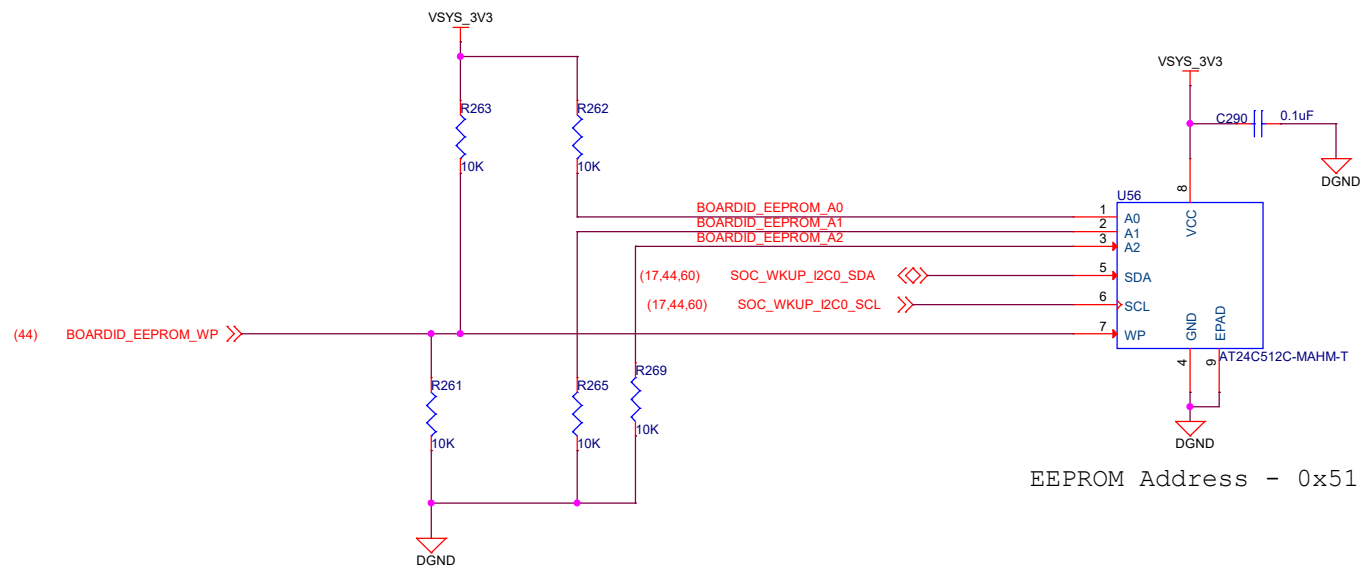 VSYS_3V3
VSYS_3V3
R263
R262
C290
0.1uF
10K
10K
DGND
U56
8
VCC
BOARDID_EEPROM_A0
1
A0
BOARDID_EEPROM_A1
2
A1
BOARDID_EEPROM_A2
3
A2
(17,44,60)
SOC_WKUP_I2C0_SDA
5
SDA
(17,44,60)
SOC_WKUP_I2C0_SCL
6
SCL
(44)
BOARDID_EEPROM_WP
7
WP
GND
EPAD
4
9
AT24C512C-MAHM-T
R261
R265
R269
10K
10K
10K
DGND
EEPROM Address - 0x51
DGND